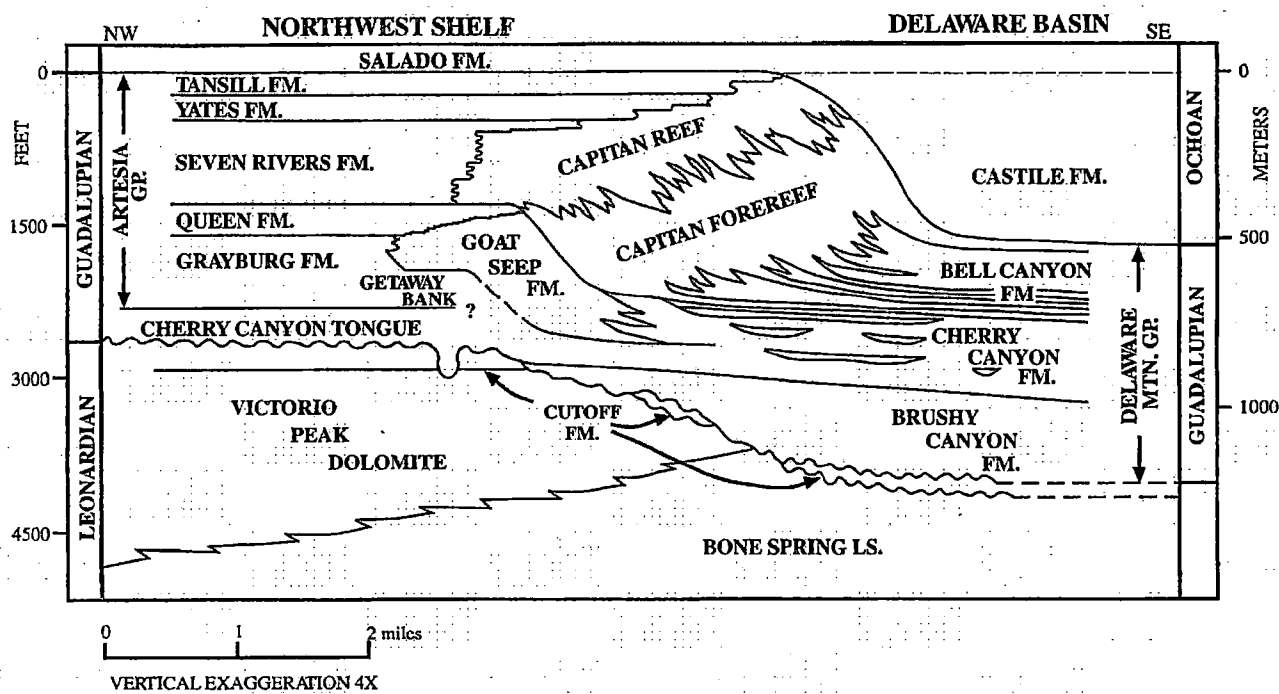 NW
NORTHWEST SHELF
DELAWARE BASIN
SE
SALADO FM.
0
0
TANSILL FM.
YATES FM.
FEET
METERS
GUADALUPIAN
ARTESIA
GP.
CAPITAN REEF
OCHOAN
SEVEN RIVERS FM.
CASTILE FM.
QUEEN FM.
CAPITAN FOREREEF
1500
500
GOAT
SEEP
FM.
GRAYBURG FM.
GETAWAY
BANK
?
BELL CANYON
FM
CHERRY CANYON TONGUE
CHERRY
CANYON
FM.
3000
DELAWARE
MTN. GP.
GUADALUPIAN
1000
VICTORIO
PEAK
DOLOMITE
CUTOFF
FM.
BRUSHY
CANYON
FM.
LEONARDIAN
4500
BONE SPRING LS.
0 1 2 miles
VERTICAL EXAGGERATION 4X